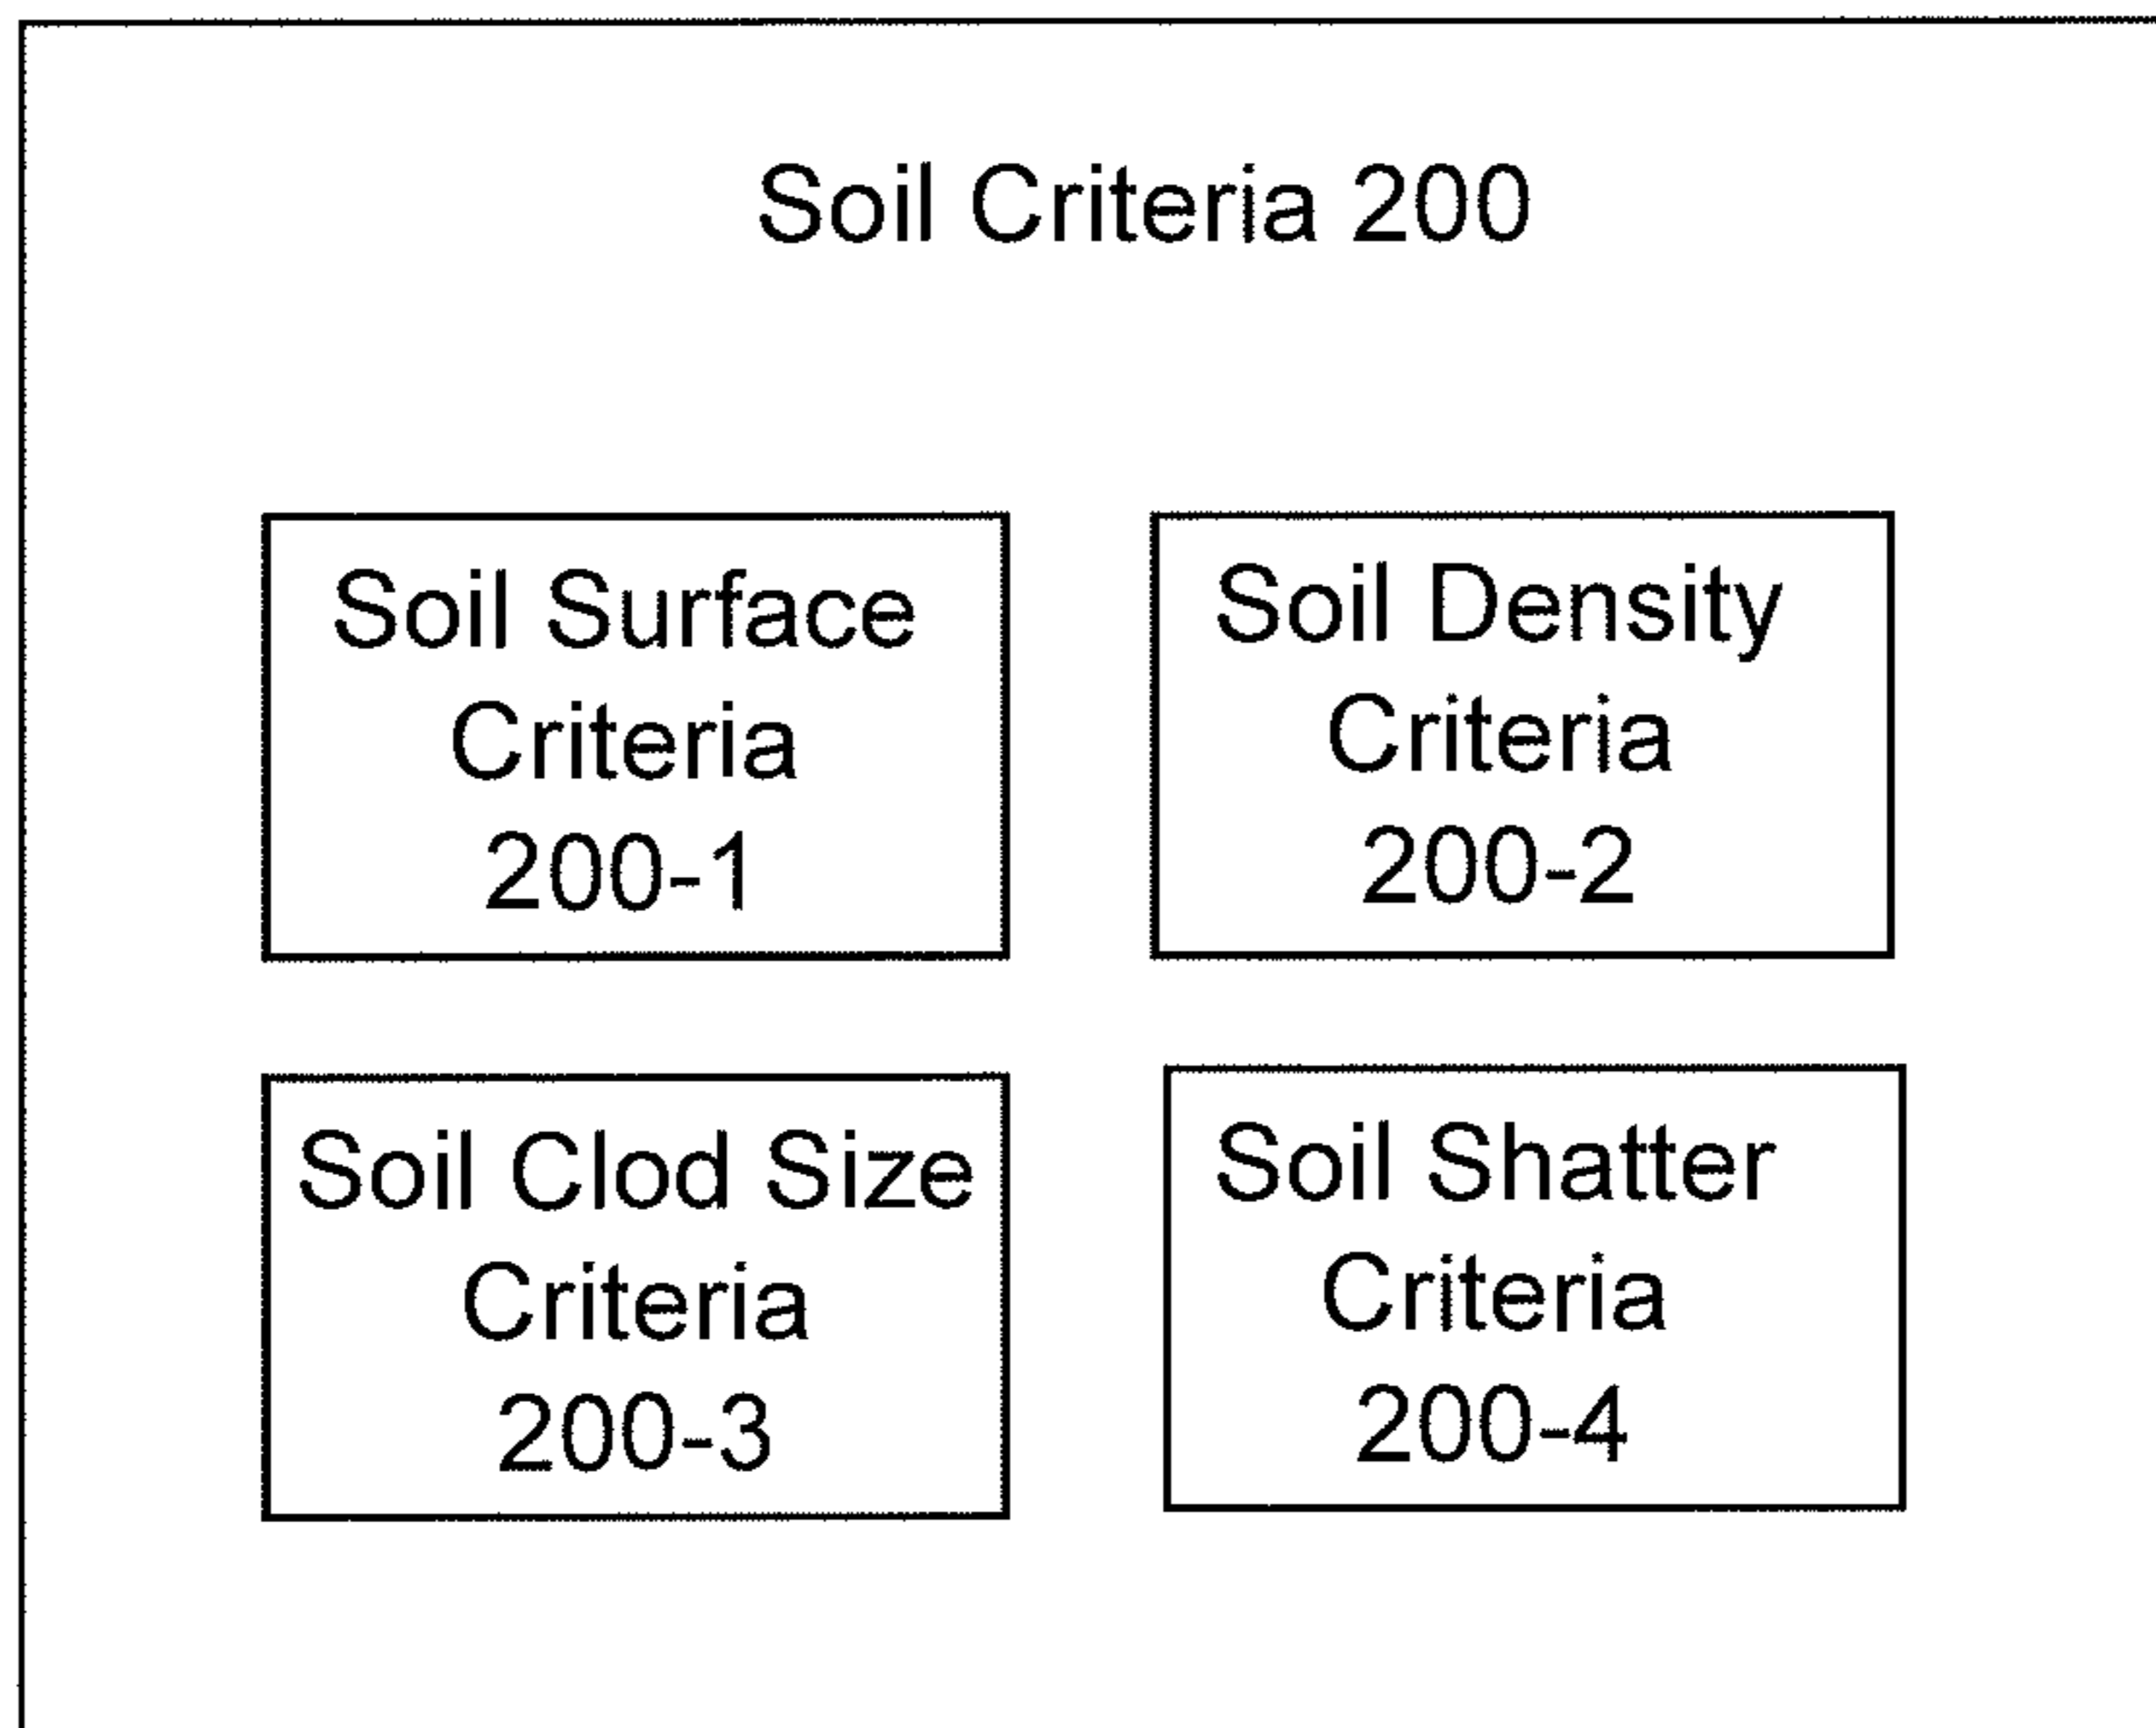 Soil Criteria 200
Soil Surface
Criteria
200-1
Soil Density
Criteria
200-2
Soil Clod Size
Criteria
200-3
Soil Shatter
Criteria
200-4